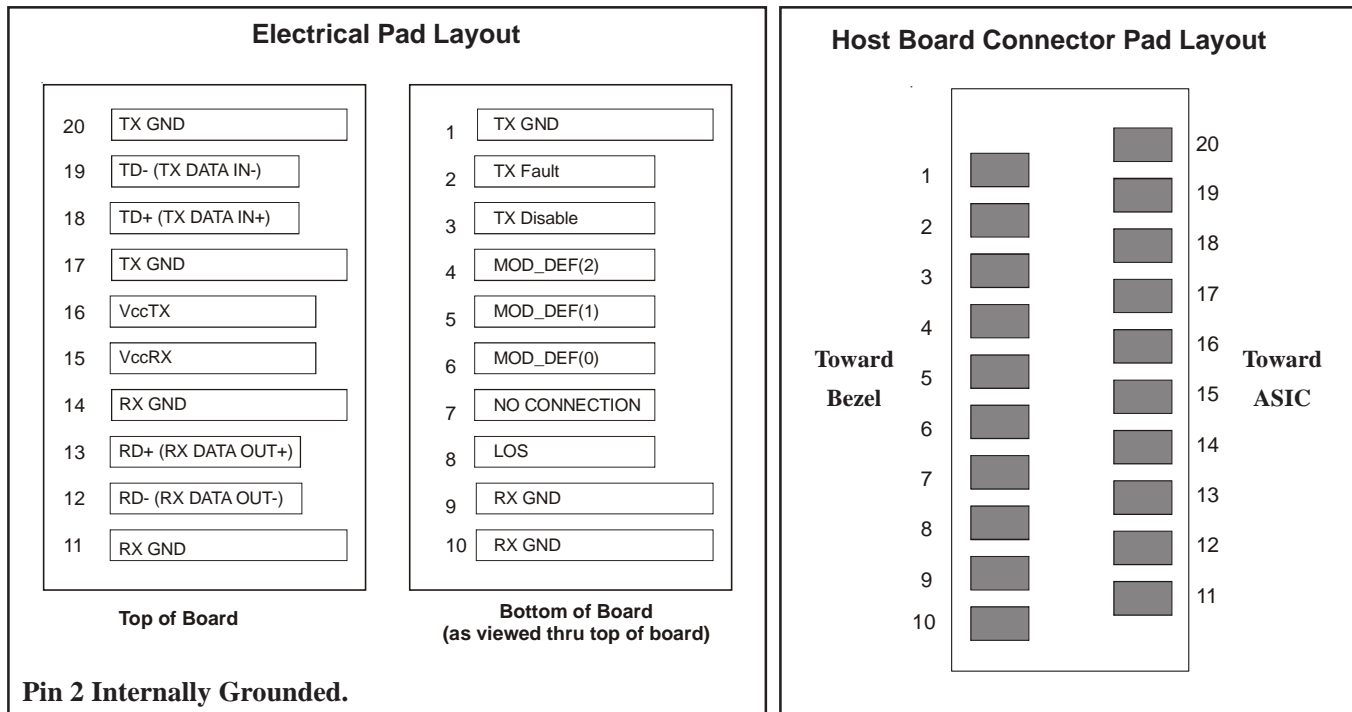 Electrical Pad Layout
20 TX GND
19 TD- (TX DATA IN-)
18 TD+ (TX DATA IN+)
17 TX GND
16 VccTX
15 VccRX
14 RX GND
13 RD+ (RX DATA OUT+)
12 RD- (RX DATA OUT-)
11 RX GND
Top of Board
1 TX GND
2 TX Fault
3 TX Disable
4 MOD_DEF(2)
5 MOD_DEF(1)
6 MOD_DEF(0)
7 NO CONNECTION
8 LOS
9 RX GND
10 RX GND
Bottom of Board
(as viewed thru top of board)
Pin 2 Internally Grounded.
Host Board Connector Pad Layout
1
2
3
4
5
6
7
8
9
10
Toward
Bezel
20
19
18
17
16
15
14
13
12
11
Toward
ASIC